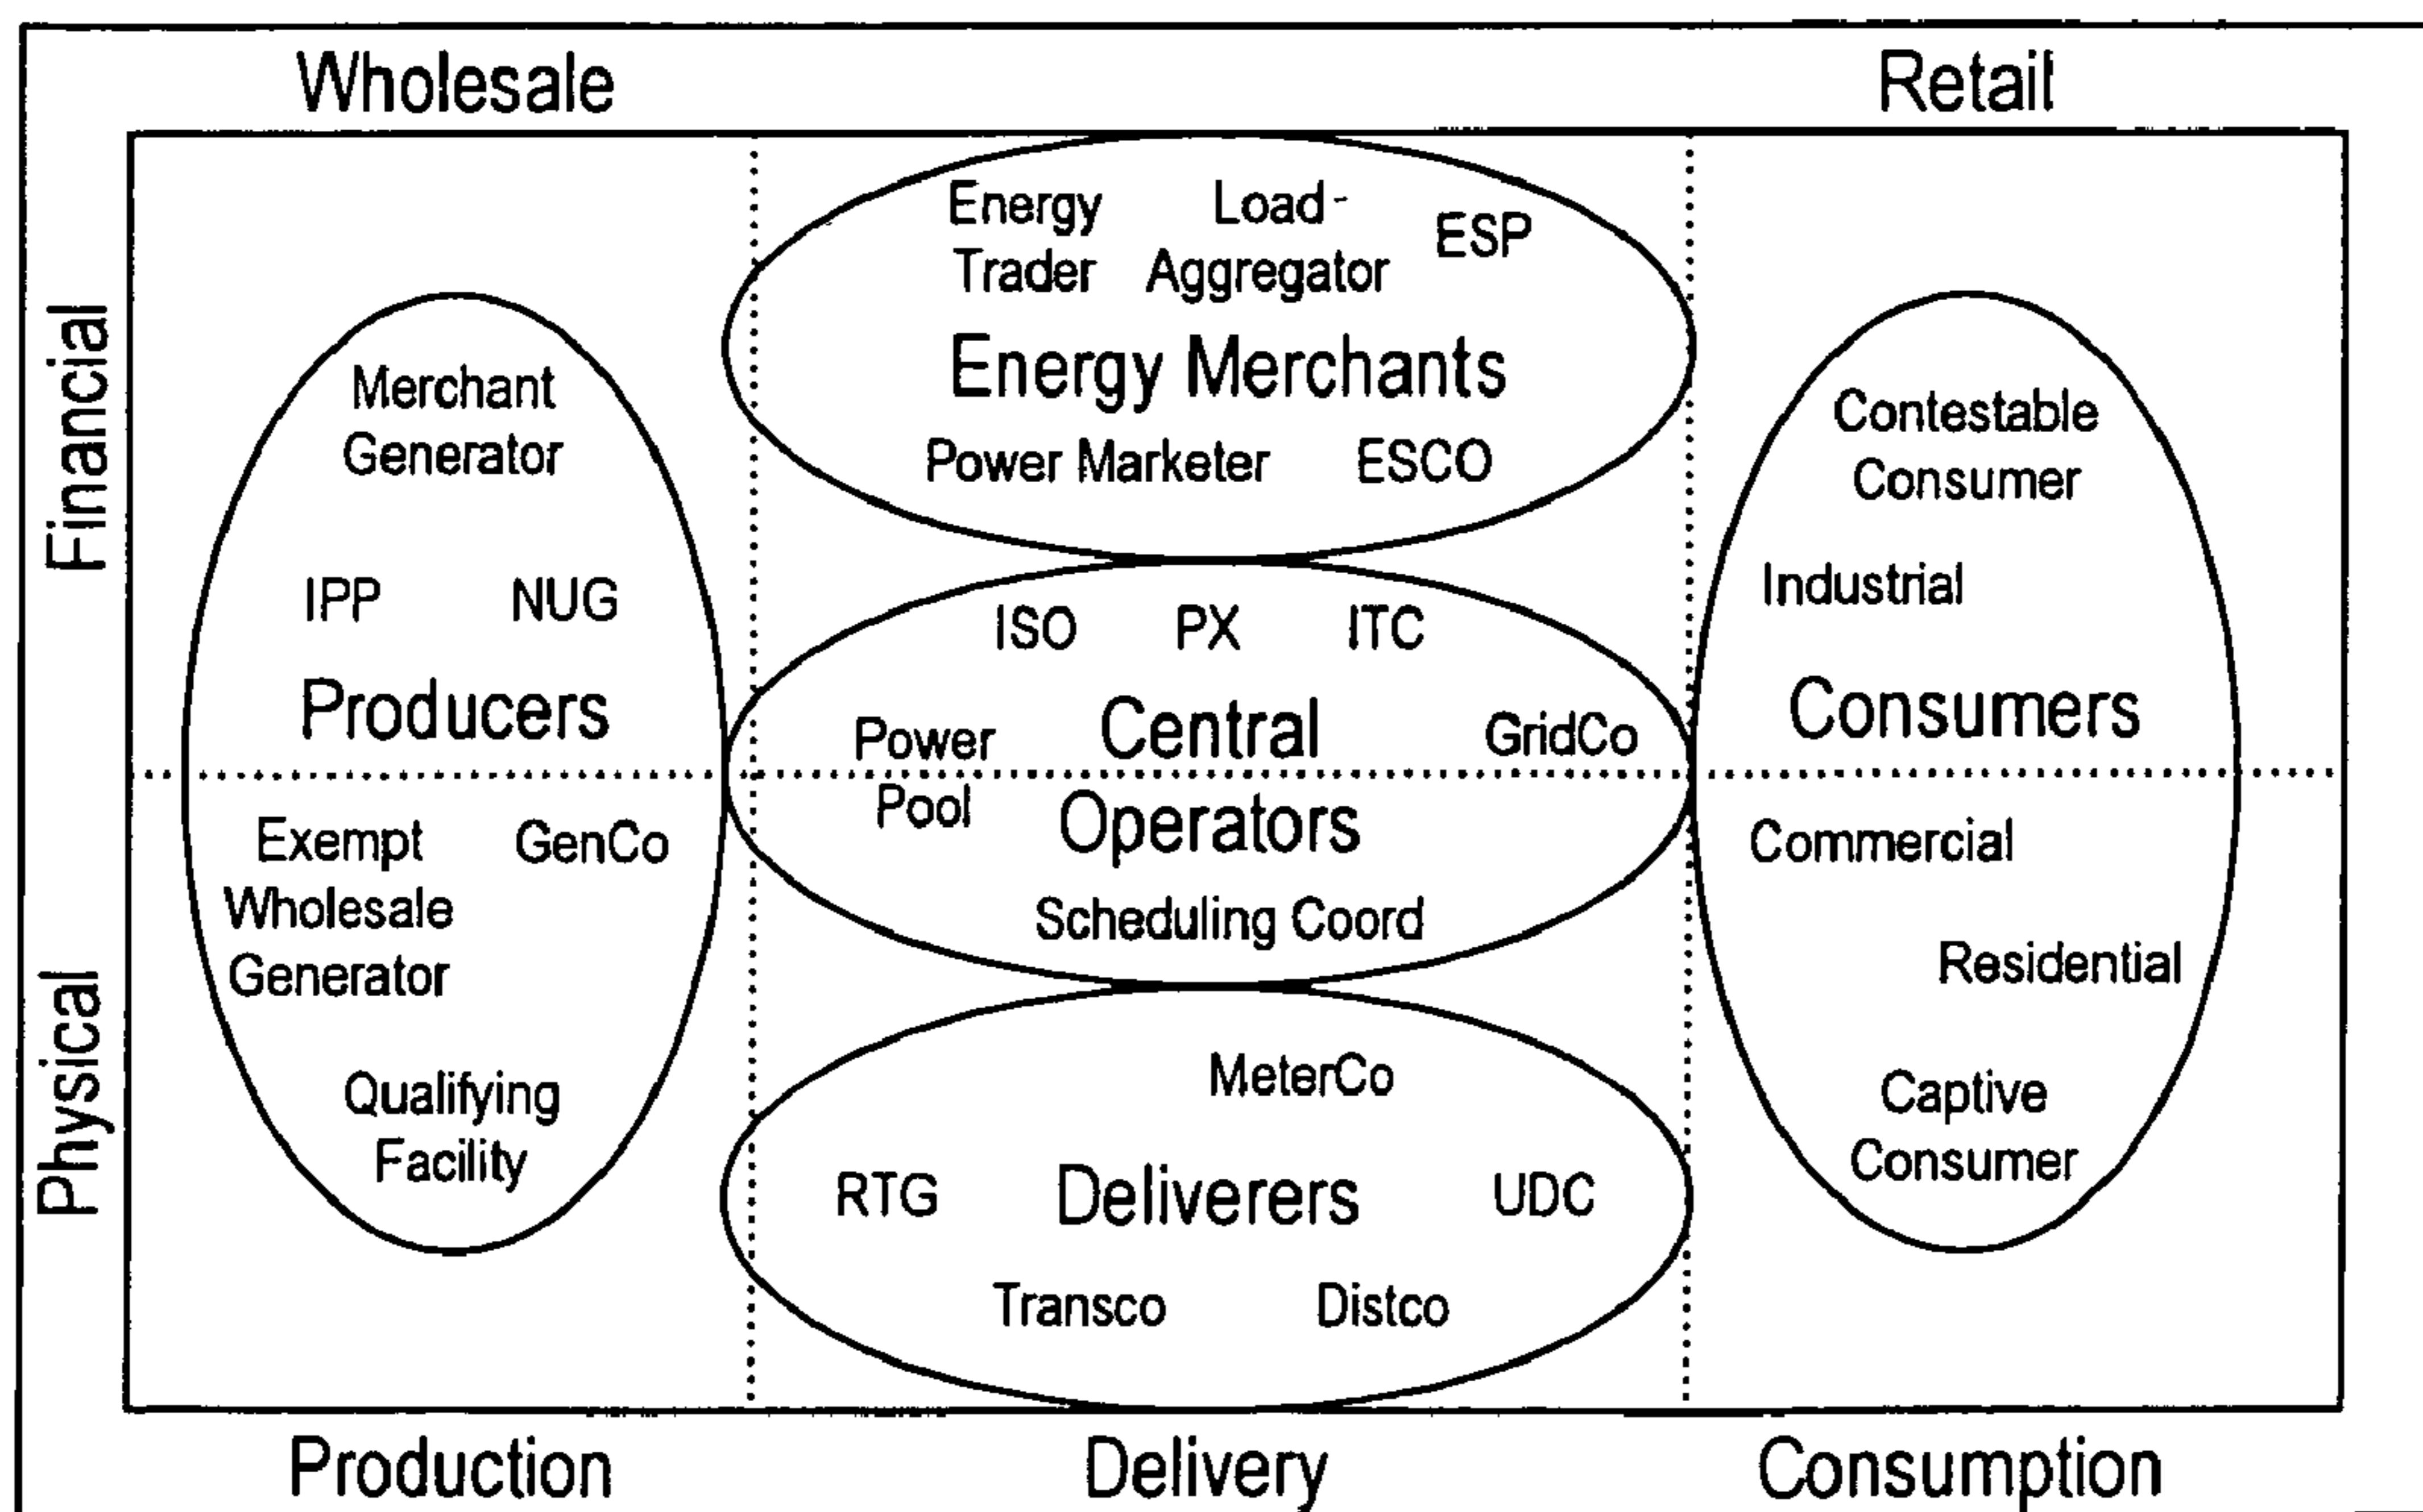 Wholesale
Retail
Financial
Physical
Merchant
Generator
IPP NUG
Producers
Exempt GenCo
Wholesale
Generator
Qualifying
Facility
Energy Load- ESP
Trader Aggregator
Energy Merchants
Power Marketer ESCO
ISO PX ITC
Power Central GridCo
Pool Operators
Scheduling Coord
MeterCo
RTG Deliverers UDC
Transco Distco
Contestable
Consumer
Industrial
Consumers
Commercial
Residential
Captive
Consumer
Production Delivery Consumption